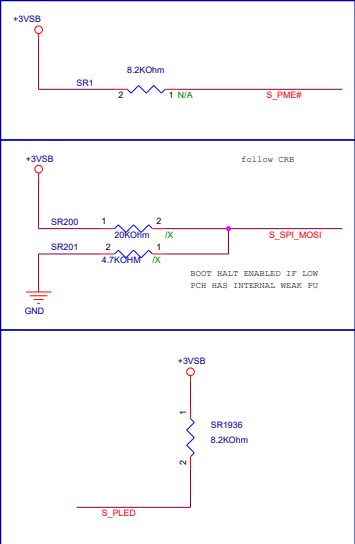 +3VSB
8.2KOhm
SR1
2
1
N/A
S_PME#
+3VSB
follow CRB
SR200
1
2
20KOhm
/X
S_SPI_MOSI
SR201
2
1
4.7KOHM
/X
BOOT HALT ENABLED IF LOW
PCH HAS INTERNAL WEAK PU
GND
+3VSB
1
SR1936
8.2KOhm
2
S_PLED